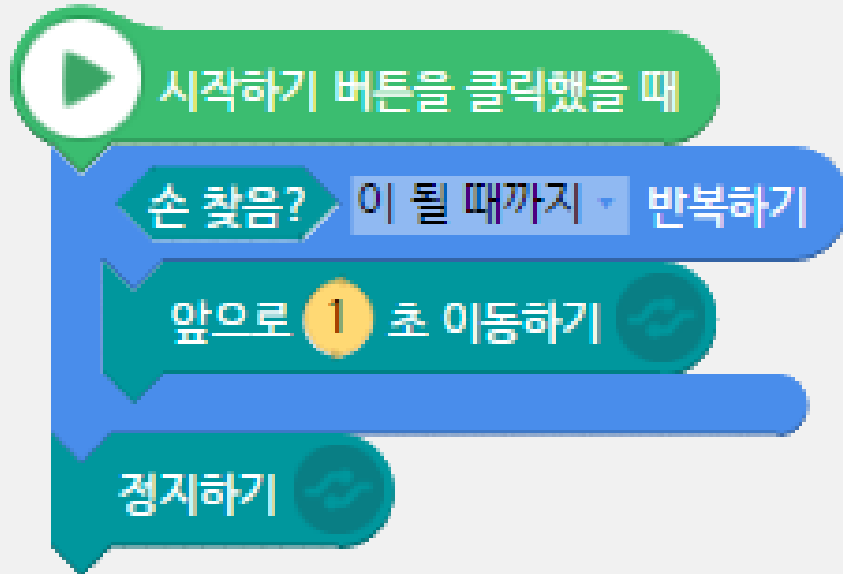 시작하기 버튼을 클릭했을 때
손 찾음? 이 될 때까지 반복하기
앞으로 1 초 이동하기
정지하기